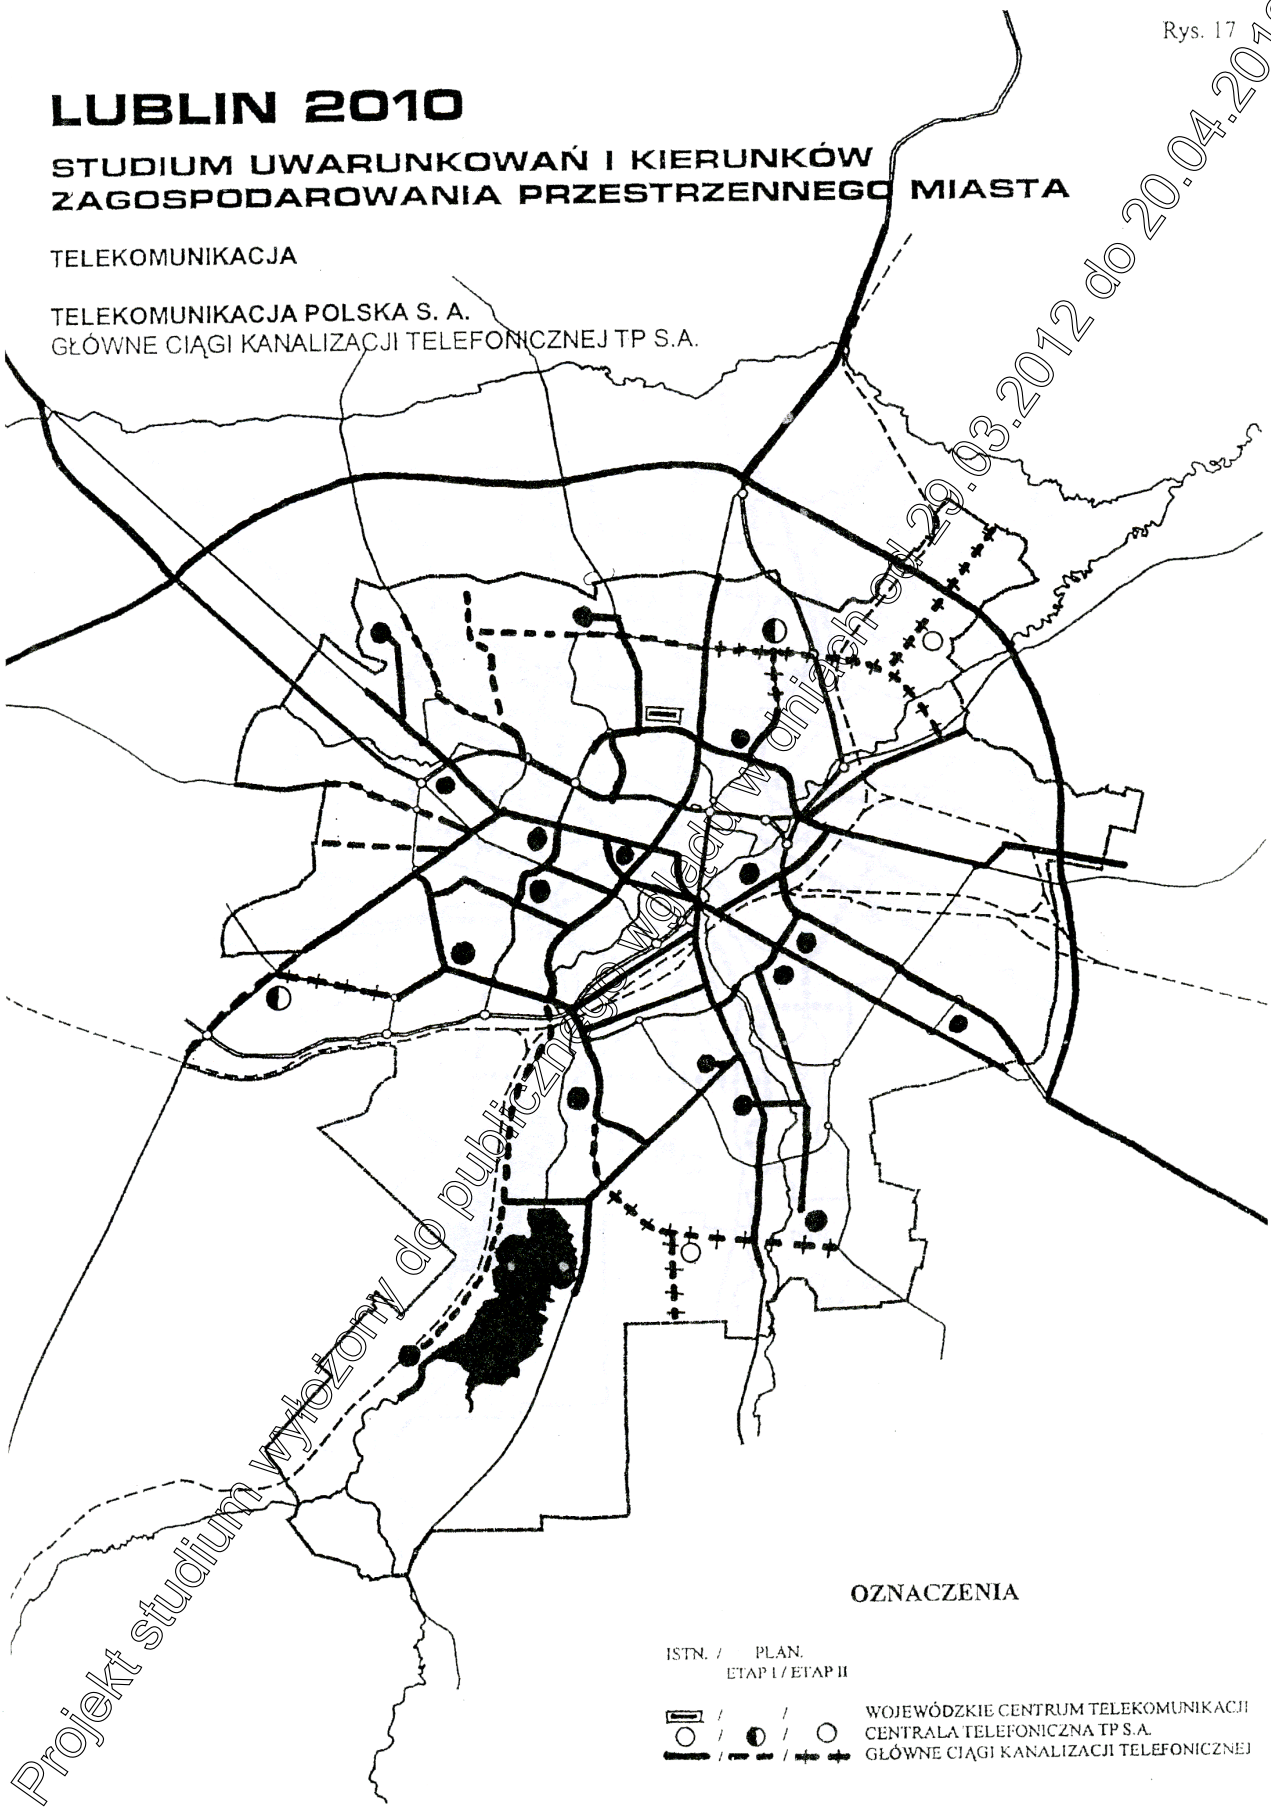 Rys. 17
LUBLIN 2010
STUDIUM UWARUNKOWAŃ I KIERUNKÓW
ZAGOSPODAROWANIA PRZESTRZENNEGO MIASTA
TELEKOMUNIKACJA
TELEKOMUNIKACJA POLSKA S. A.
GŁÓWNE CIĄGI KANALIZACJI TELEFONICZNEJ TP S.A.
Projekt studium wyłożony do publicznego wglądu w dniach od 29.03.2012 do 20.04.2012
OZNACZENIA
ISTN. / PLAN.
ETAP I / ETAP II
/ / WOJEWÓDZKIE CENTRUM TELEKOMUNIKACJI
/ / CENTRALA TELEFONICZNA TP S.A.
/ / GŁÓWNE CIĄGI KANALIZACJI TELEFONICZNEJ